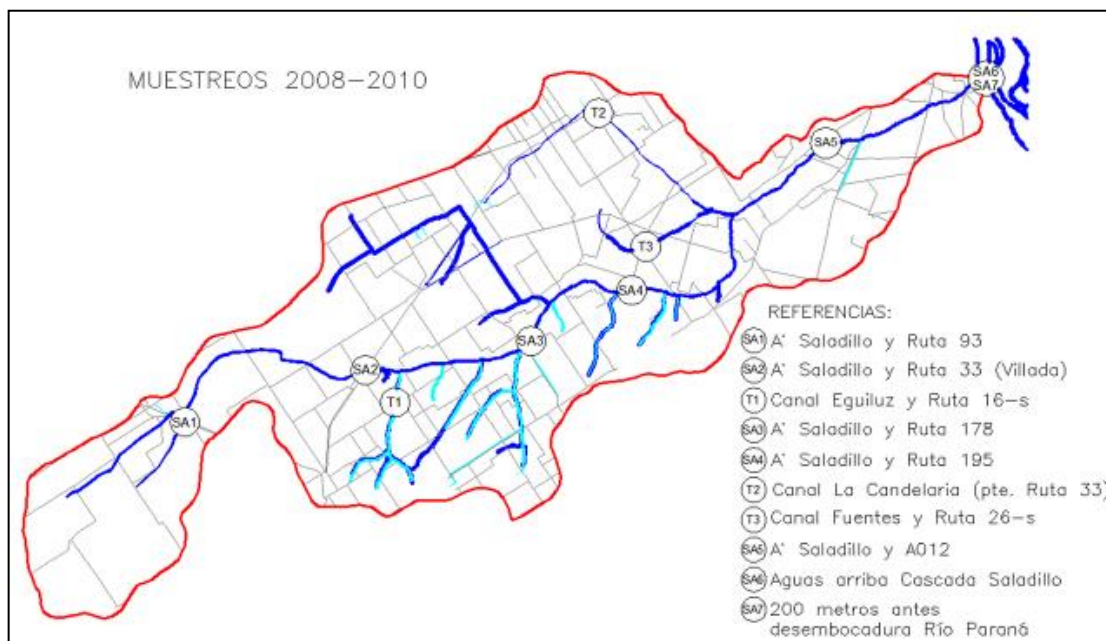 MUESTREOS 2008-2010
SA6
SA7
T2
SA5
T3
SA4
SA3
SA2
T1
SA1
REFERENCIAS:
SA1 A° Saladillo y Ruta 93
SA2 A° Saladillo y Ruta 33 (Villada)
T1 Canal Eguiluz y Ruta 16-s
SA3 A° Saladillo y Ruta 178
SA4 A° Saladillo y Ruta 195
T2 Canal La Candelaria (pte. Ruta 33)
T3 Canal Fuentes y Ruta 26-s
SA5 A° Saladillo y A012
SA6 Aguas arriba Cascada Saladillo
SA7 200 metros antes
desembocadura Río Paraná